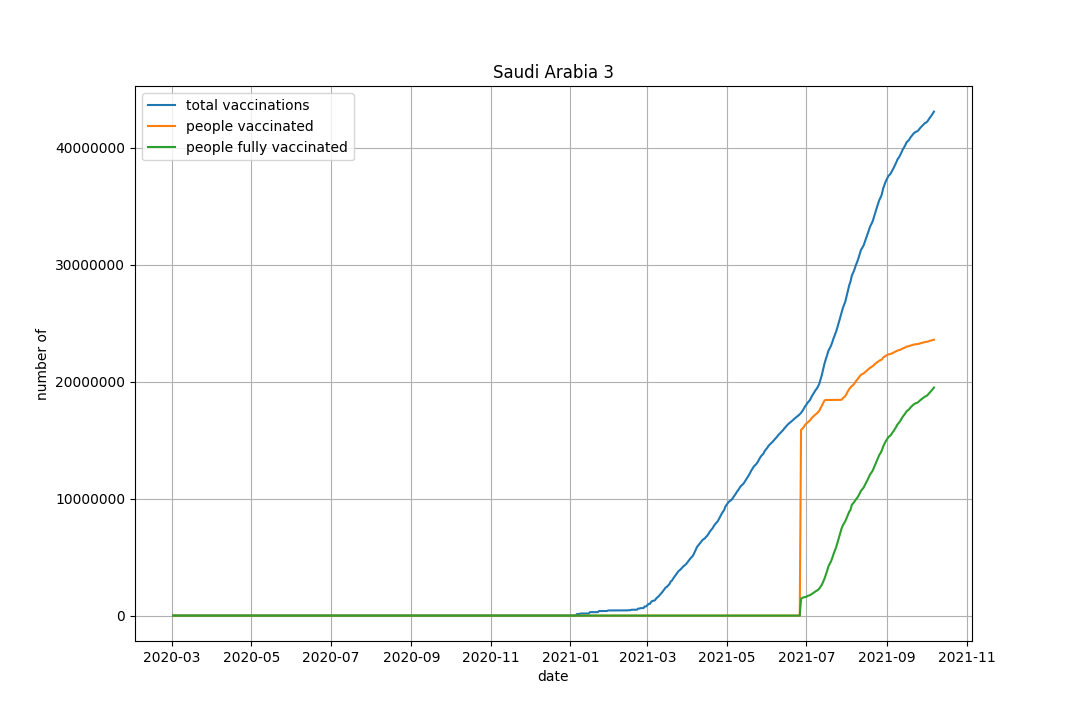 Saudi Arabia 3
total vaccinations
people vaccinated
people fully vaccinated
number of
40000000
30000000
20000000
10000000
0
2020-03 2020-05 2020-07 2020-09 2020-11 2021-01 2021-03 2021-05 2021-07 2021-09 2021-11
date